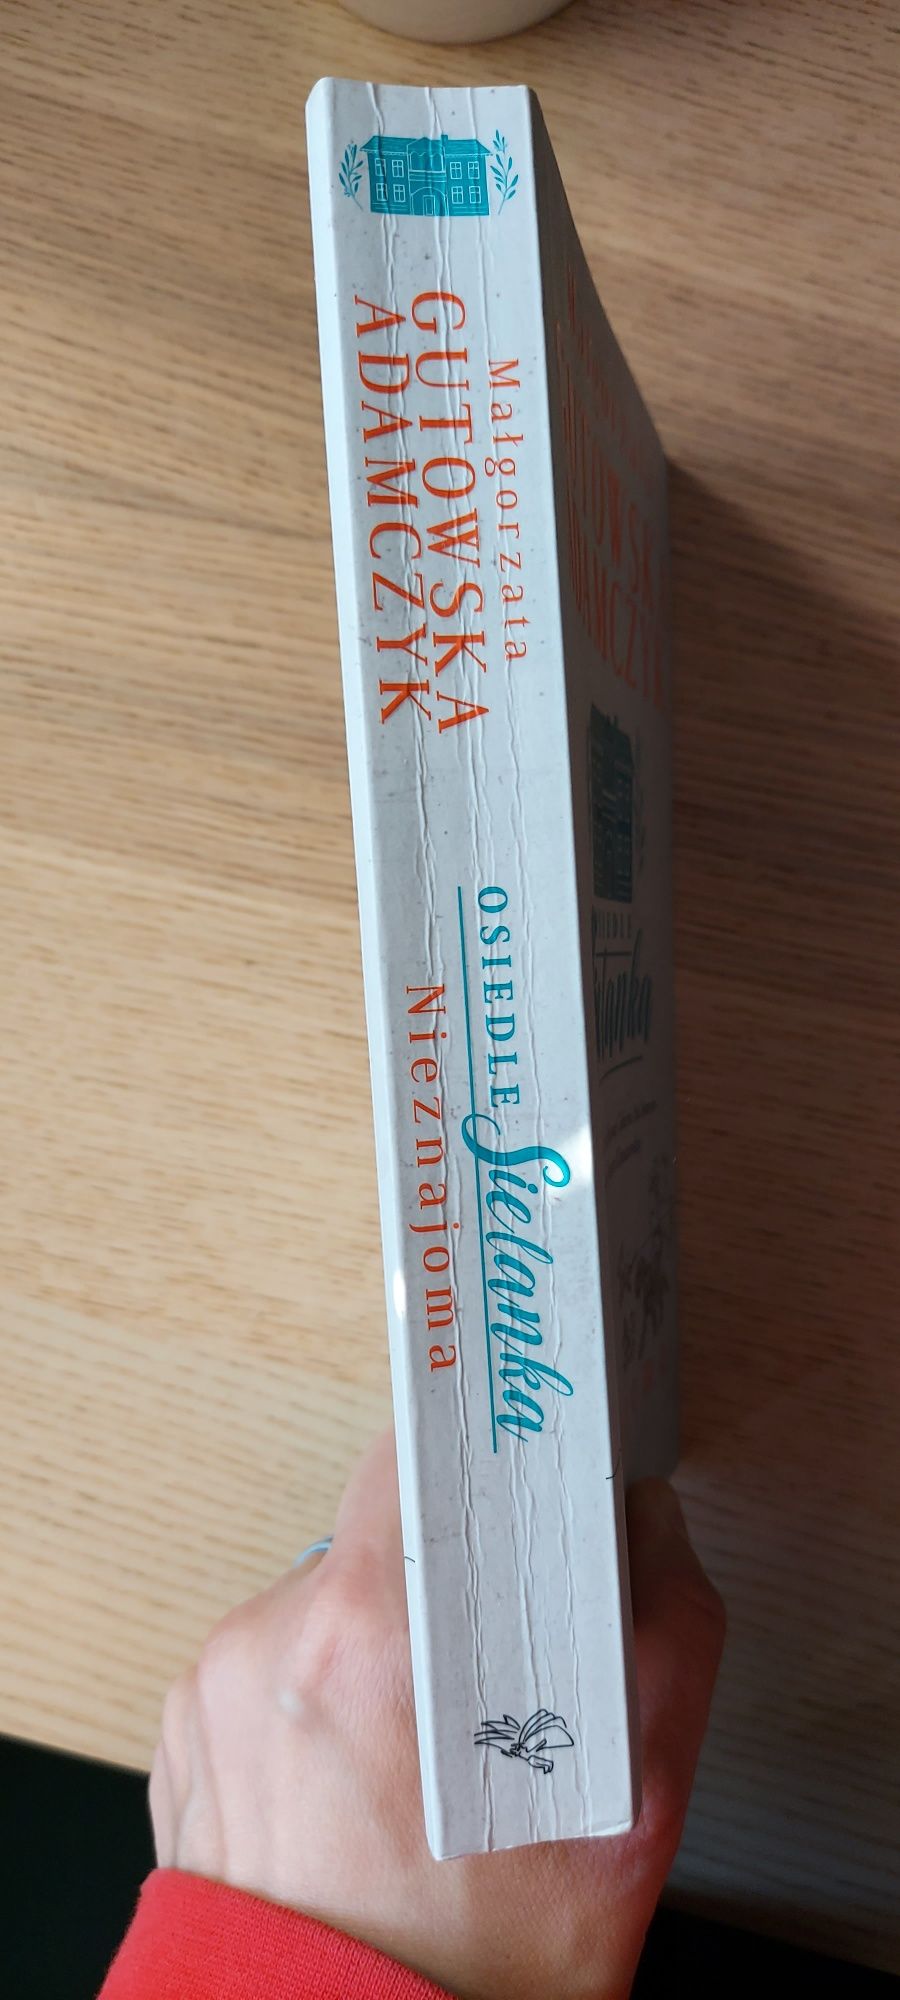 Małgorzata
GUTOWSKA
ADAMCZYK
OSIEDLE Sielanka
Nieznajoma